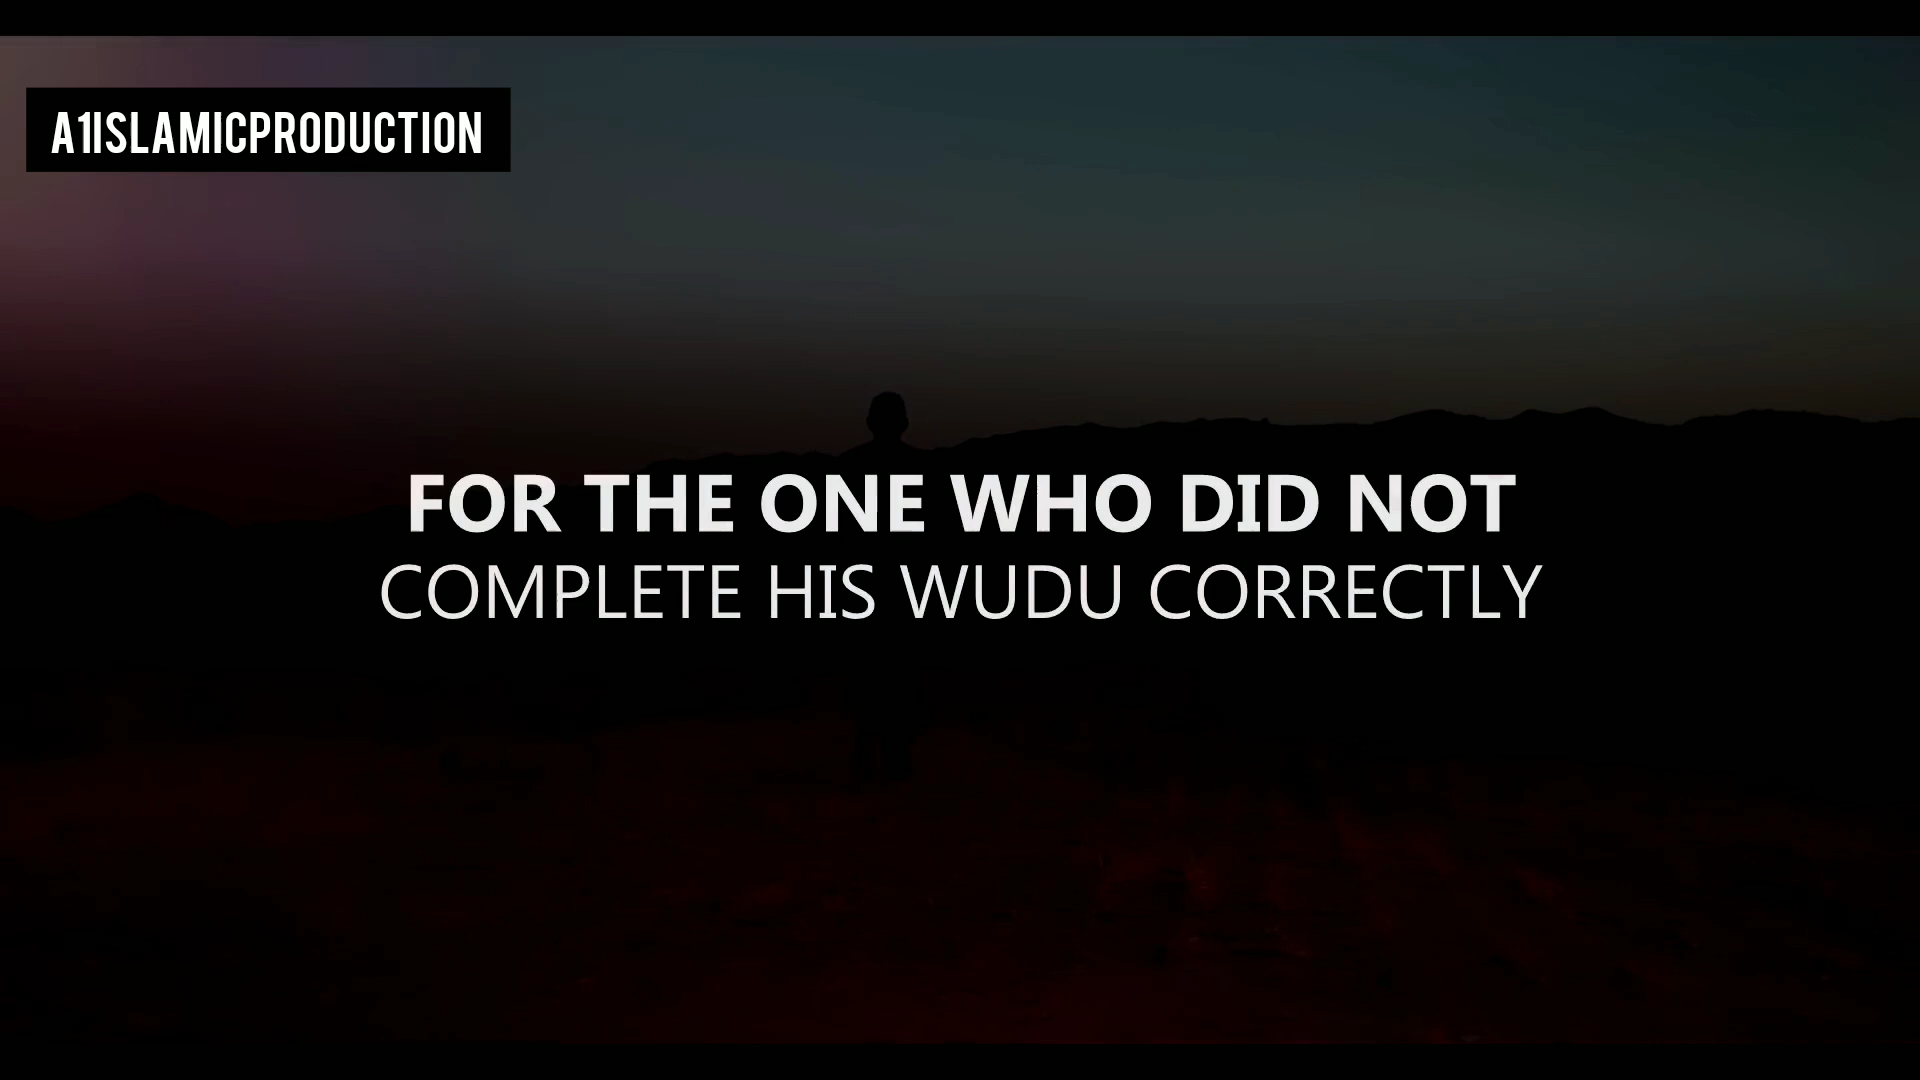 A1ISLAMICPRODUCTION
FOR THE ONE WHO DID NOT
COMPLETE HIS WUDU CORRECTLY